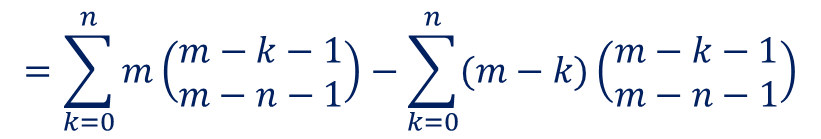 $= \sum_{k=0}^{n} m \binom{m-k-1}{m-n-1} - \sum_{k=0}^{n} (m-k) \binom{m-k-1}{m-n-1}$